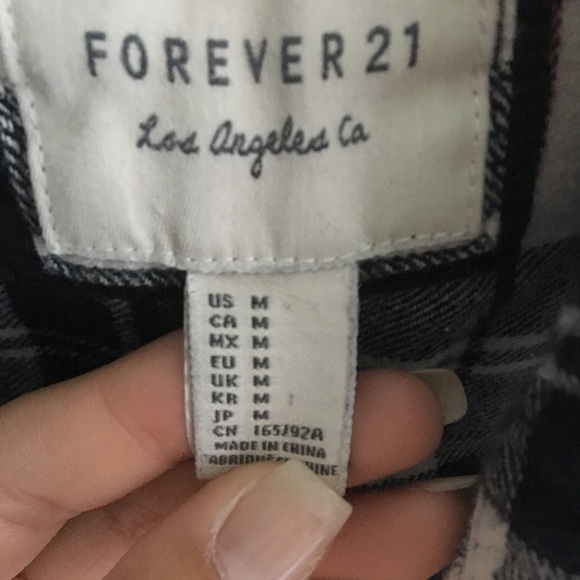 FOREVER 21
Los Angeles Ca
US M
CA M
MX M
EU M
UK M
KR M
JP M
CN 165/92A
MADE IN CHINA